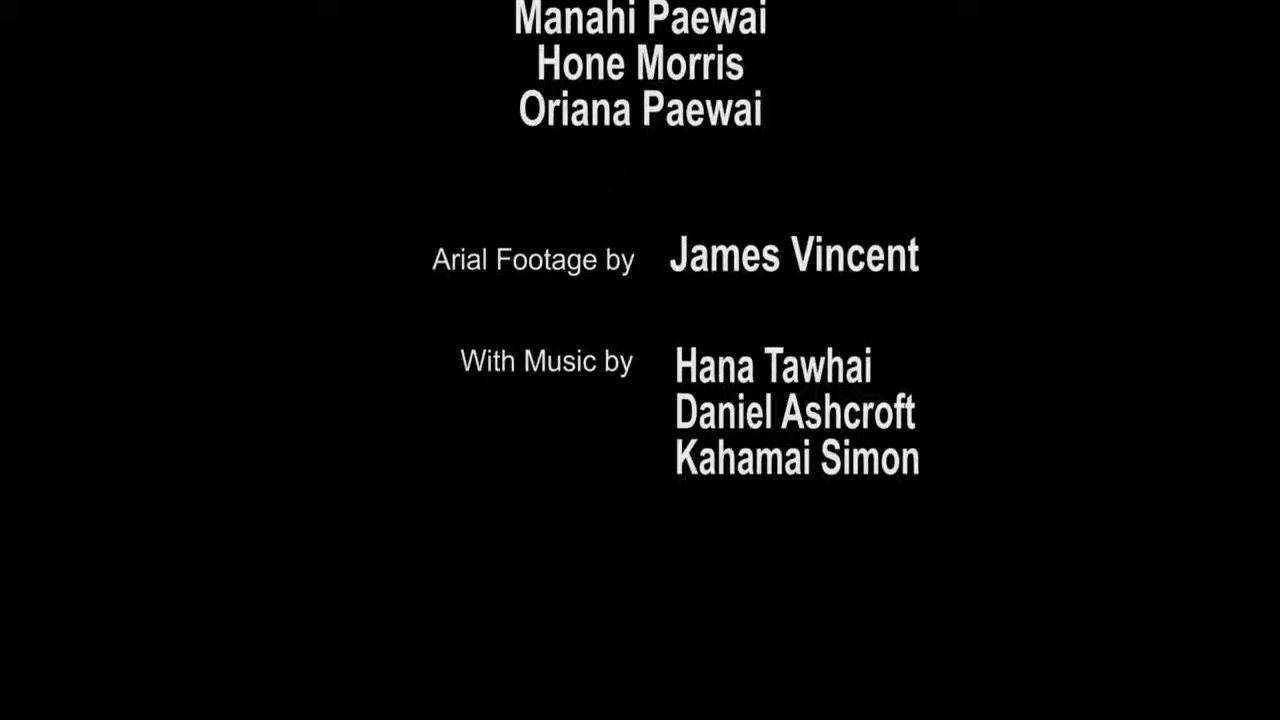 Manahi Paewai
Hone Morris
Oriana Paewai
Arial Footage by James Vincent
With Music by Hana Tawhai
Daniel Ashcroft
Kahamai Simon